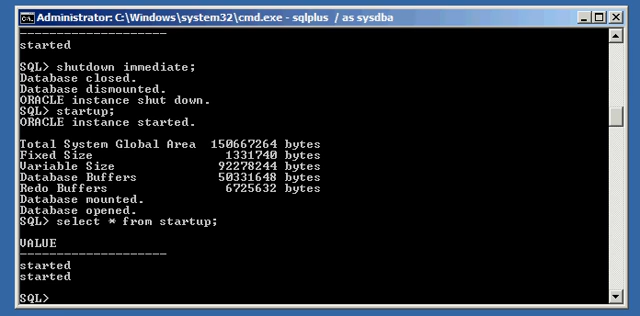 Administrator: C:\Windows\system32\cmd.exe - sqlplus / as sysdba
--------------------
started
SQL> shutdown immediate;
Database closed.
Database dismounted.
ORACLE instance shut down.
SQL> startup;
ORACLE instance started.
Total System Global Area  150667264 bytes
Fixed Size                  1331740 bytes
Variable Size              92278244 bytes
Database Buffers           50331648 bytes
Redo Buffers                6725632 bytes
Database mounted.
Database opened.
SQL> select * from startup;
VALUE
--------------------
started
started
SQL>